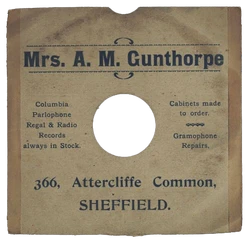 Mrs. A. M. Gunthorpe
Columbia
Parlophone
Regal & Radio
Records
always in Stock.
Cabinets made
to order.
Gramophone
Repairs.
366, Attercliffe Common,
SHEFFIELD.